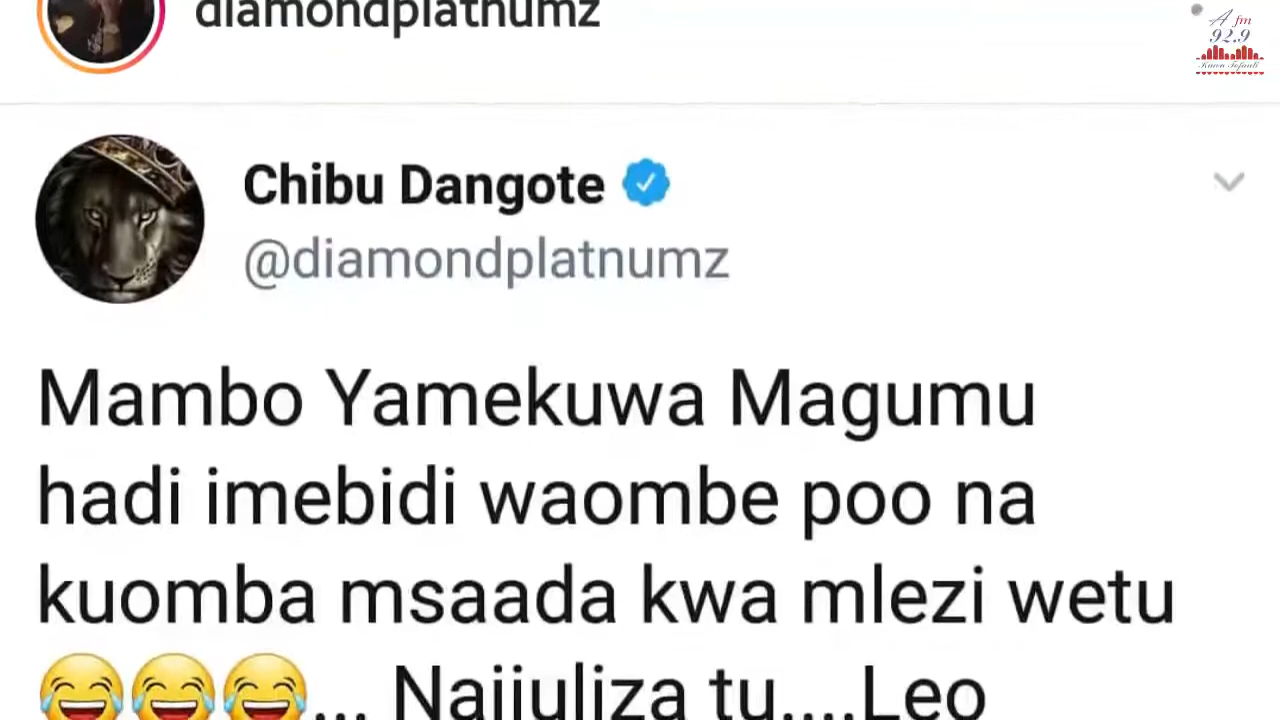 diamondplatnumz
A fm
92.9
Chibu Dangote
@diamondplatnumz
Mambo Yamekuwa Magumu
hadi imebidi waombe poo na
kuomba msaada kwa mlezi wetu
😂😂😂... Najiuliza tu....Leo